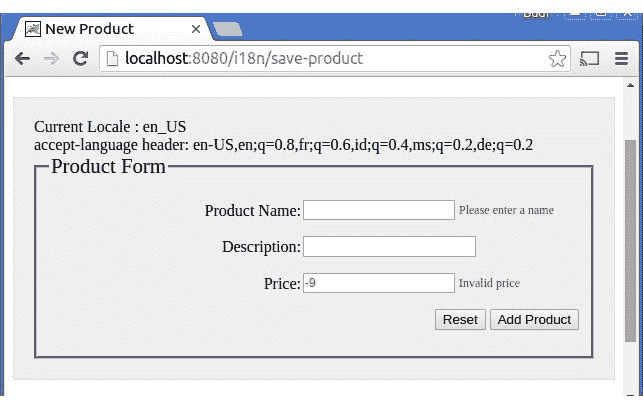 New Product
localhost:8080/i18n/save-product
Current Locale : en_US
accept-language header: en-US,en;q=0.8,fr;q=0.6,id;q=0.4,ms;q=0.2,de;q=0.2
Product Form
Product Name: Please enter a name
Description:
Price: -9 Invalid price
Reset Add Product